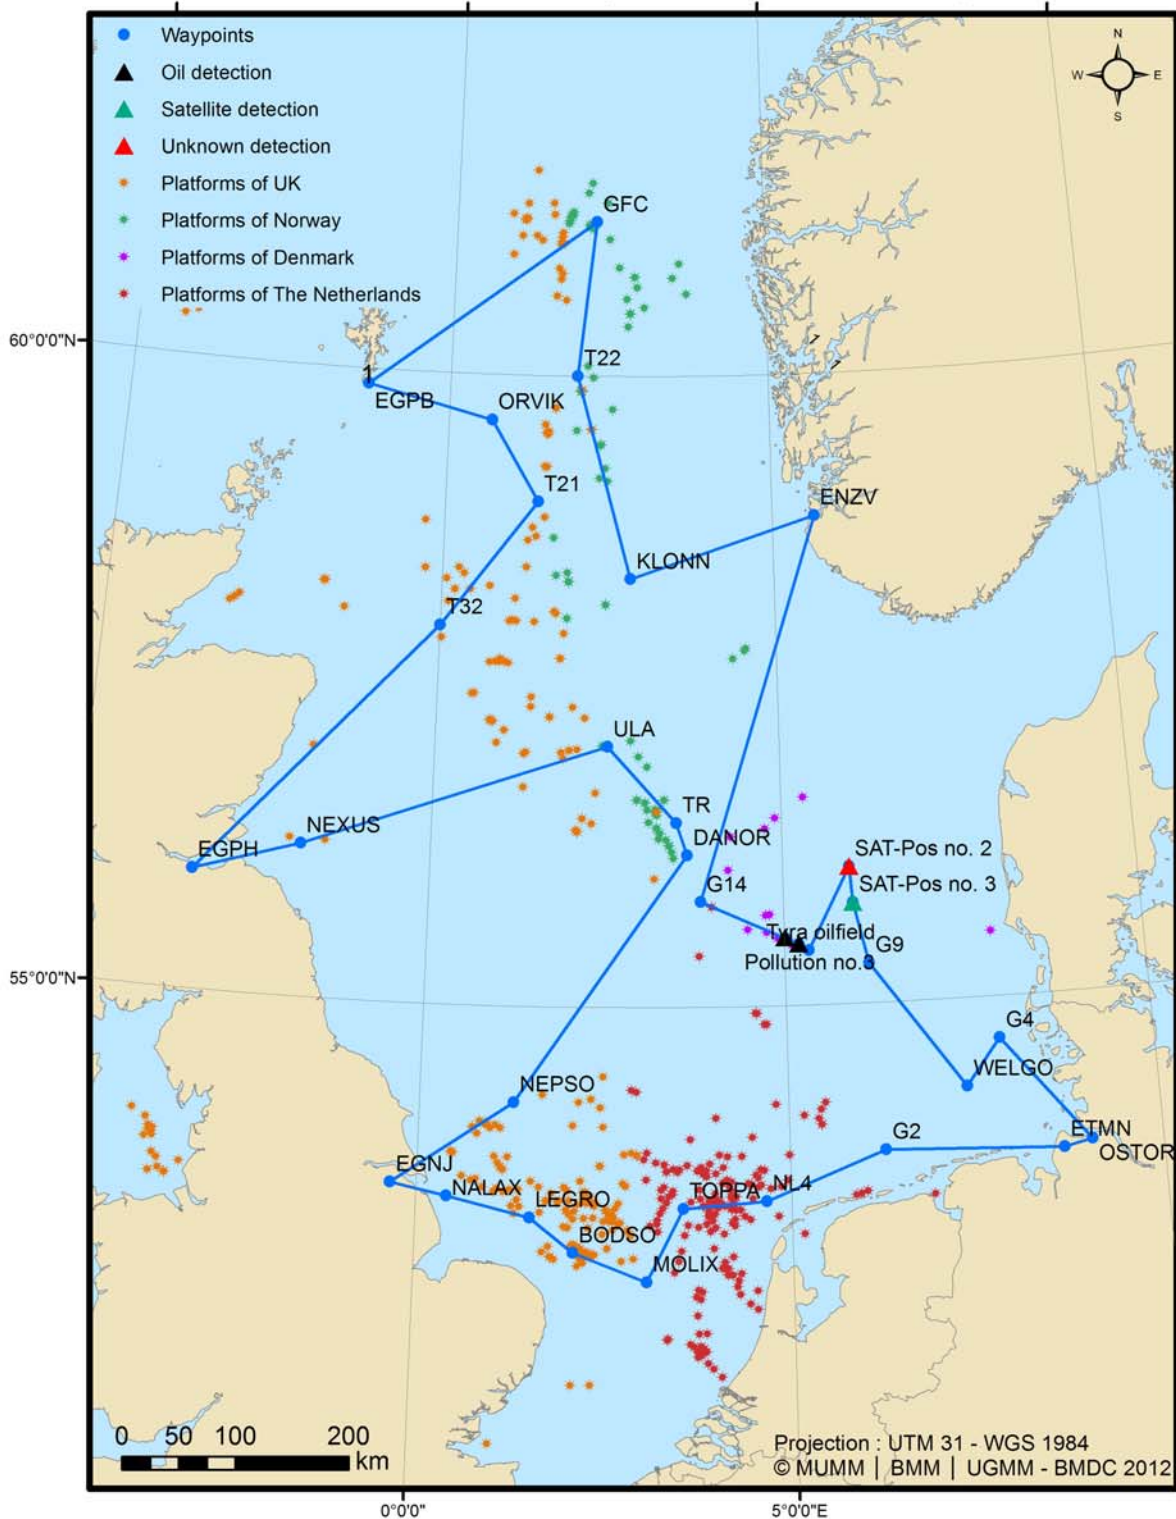 Waypoints
Oil detection
Satellite detection
Unknown detection
Platforms of UK
Platforms of Norway
Platforms of Denmark
Platforms of The Netherlands
N
W
E
S
GFC
60°0'0"N
T22
1
EGPB
ORVIK
T21
ENZV
KLONN
T32
ULA
TR
NEXUS
DANOR
EGPH
SAT-Pos no. 2
SAT-Pos no. 3
G14
Tyra oilfield
G9
Pollution no.3
55°0'0"N
G4
WELGO
NEPSO
G2
ETMN
OSTOR
EGNJ
NALAX
LEGRO
TOPPA
NL4
BODSO
MOLIX
0 50 100 200
km
Projection : UTM 31 - WGS 1984
© MUMM | BMM | UGMM - BMDC 2012
0°0'0"
5°0'0"E